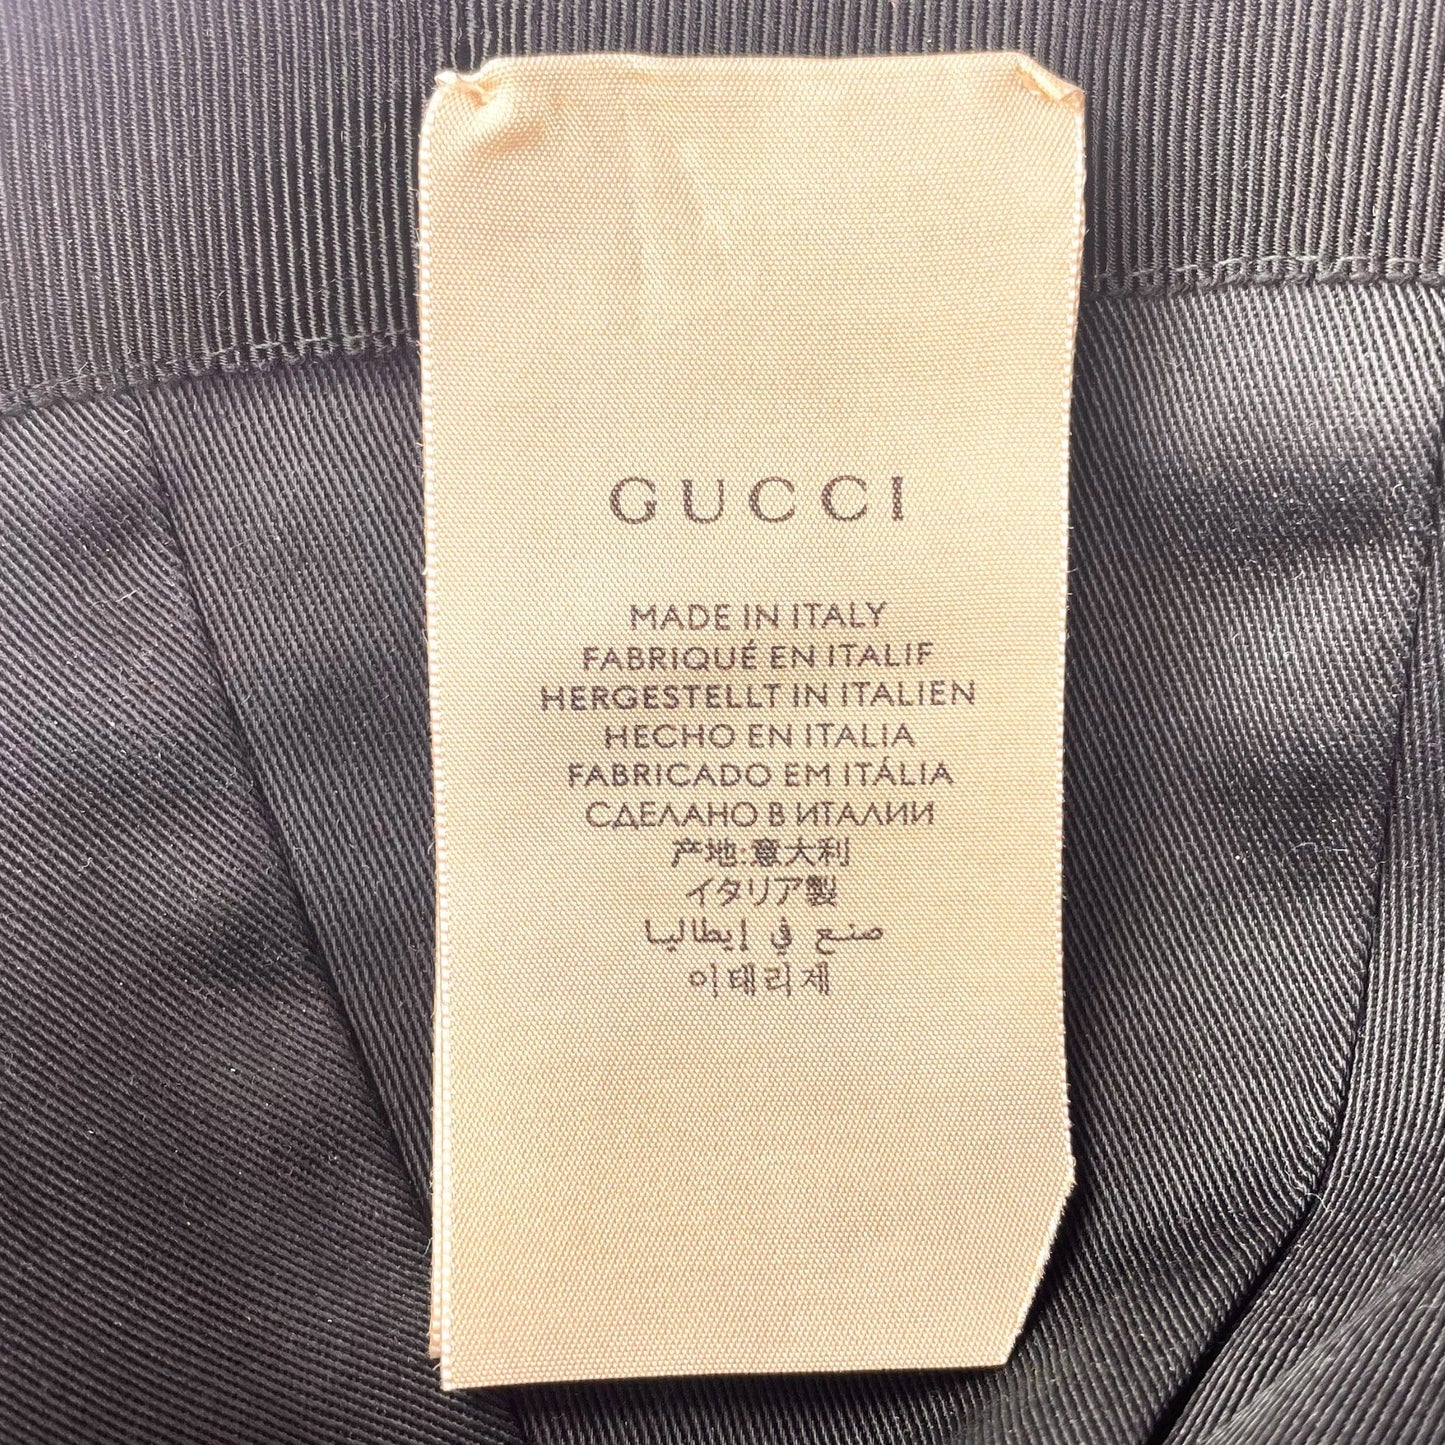 GUCCI
MADE IN ITALY
FABRIQUÉ EN ITALIF
HERGESTELLT IN ITALIEN
HECHO EN ITALIA
FABRICADO EM ITÁLIA
СДЕЛАНО В ИТАЛИИ
产地:意大利
イタリア製
صنع في إيطاليا
이태리제